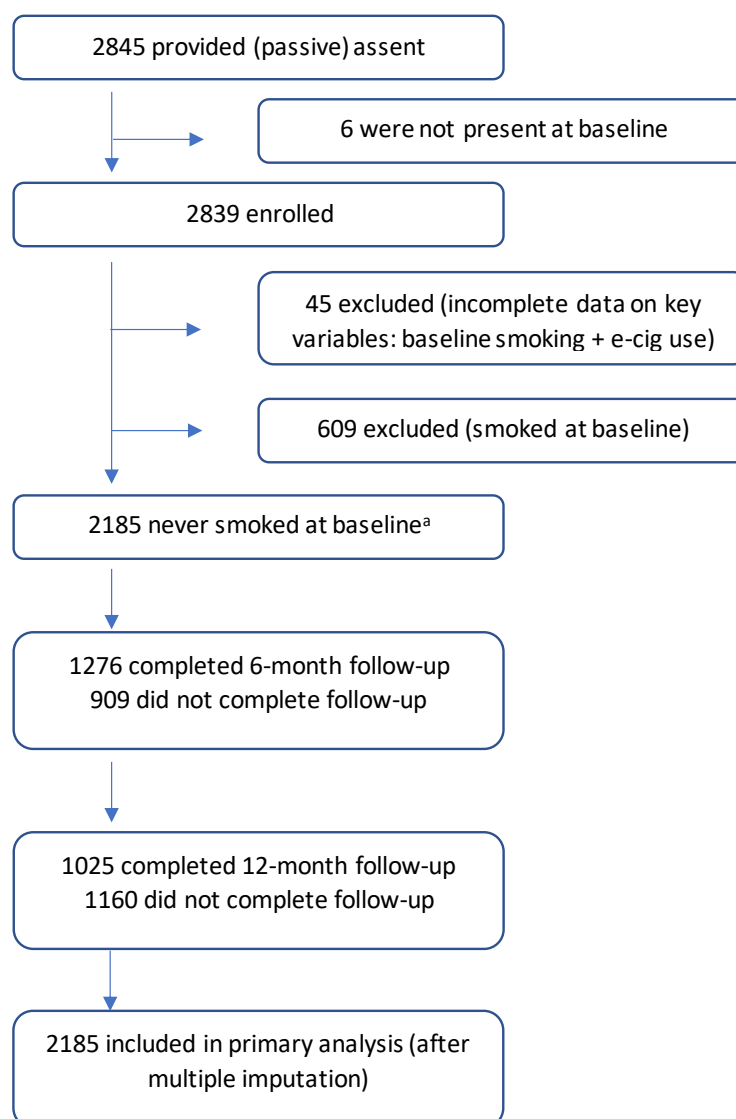 2845 provided (passive) assent
6 were not present at baseline
2839 enrolled
45 excluded (incomplete data on key
variables: baseline smoking + e-cig use)
609 excluded (smoked at baseline)
2185 never smoked at baselineᵃ
1276 completed 6-month follow-up
909 did not complete follow-up
1025 completed 12-month follow-up
1160 did not complete follow-up
2185 included in primary analysis (after
multiple imputation)